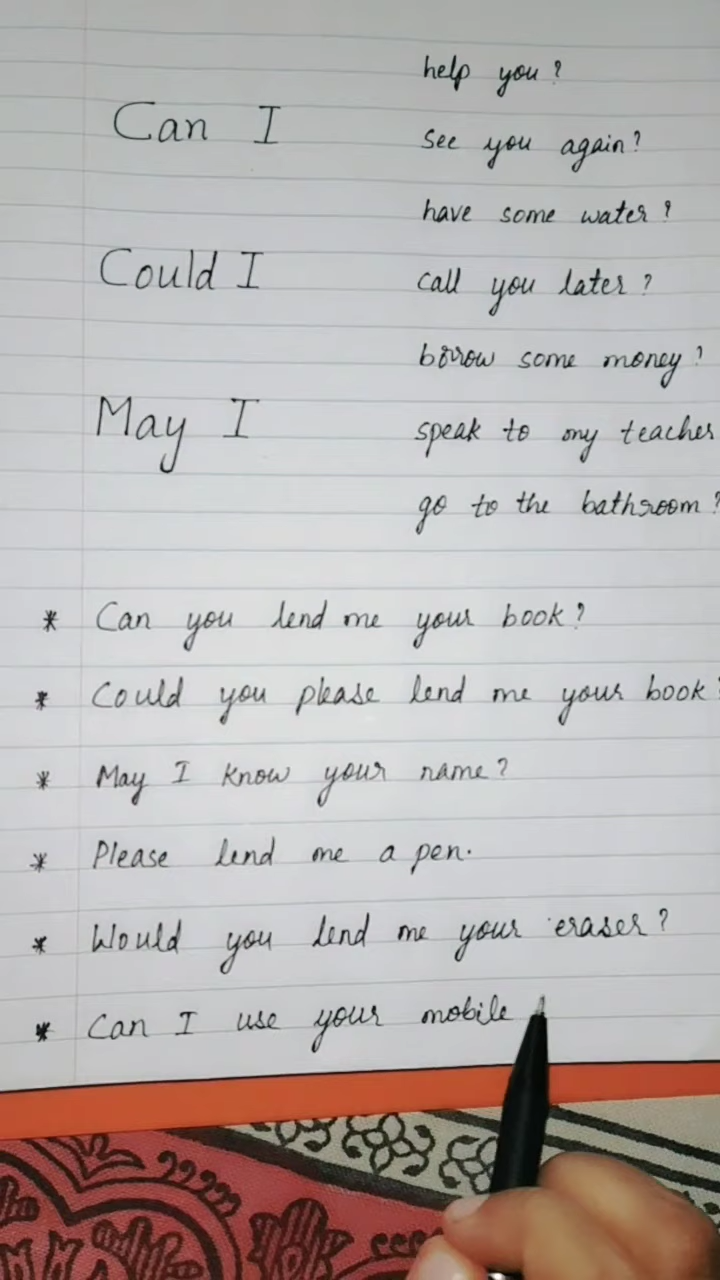 help you?
Can I
see you again?
have some water?
Could I
call you later?
borrow some money?
May I
speak to my teacher
go to the bathroom?
* Can you lend me your book?
* Could you please lend me your book?
* May I know your name?
* Please lend me a pen.
* Would you lend me your eraser?
* Can I use your mobile